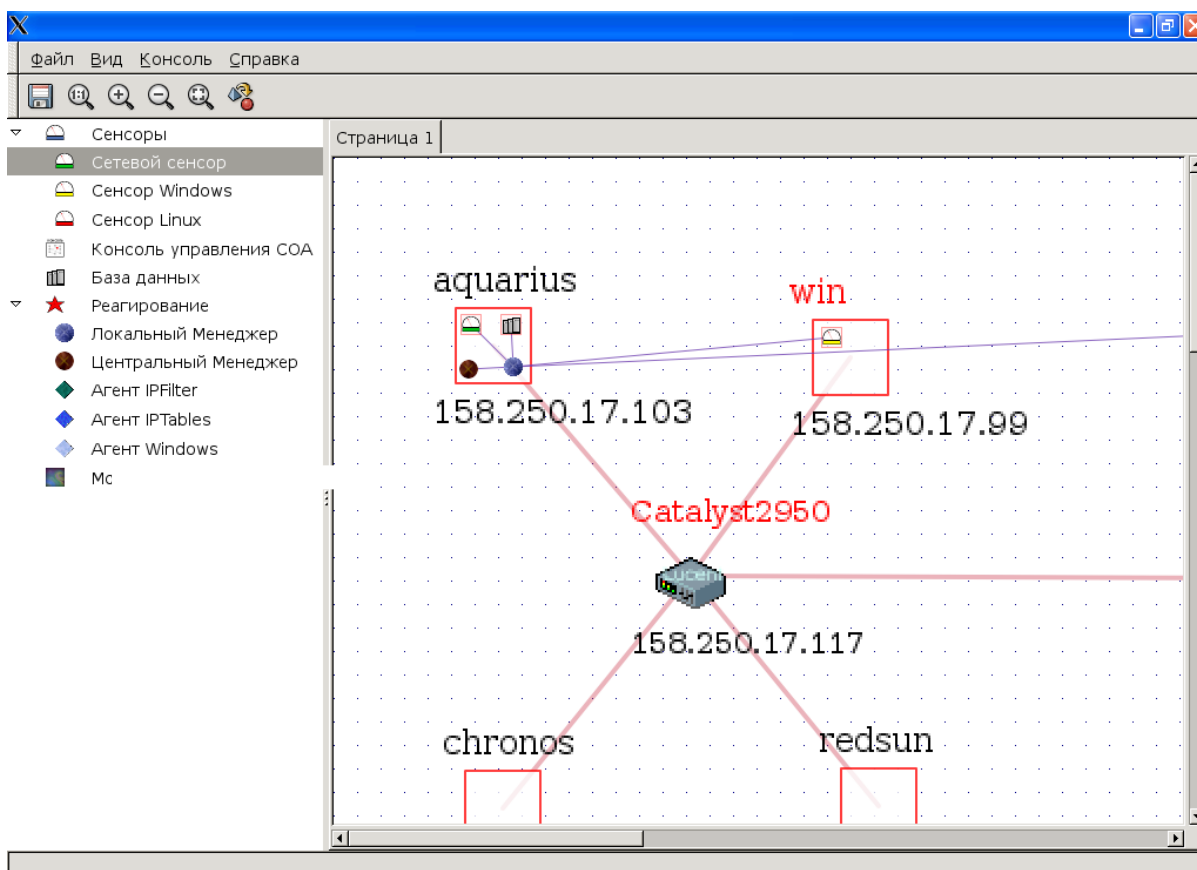 Файл Вид Консоль Справка
Сенсоры
Сетевой сенсор
Сенсор Windows
Сенсор Linux
Консоль управления СОА
База данных
Реагирование
Локальный Менеджер
Центральный Менеджер
Агент IPFilter
Агент IPTables
Агент Windows
Мс
Страница 1
aquarius
win
158.250.17.103
158.250.17.99
Catalyst2950
Lucent
158.250.17.117
chronos
redsun